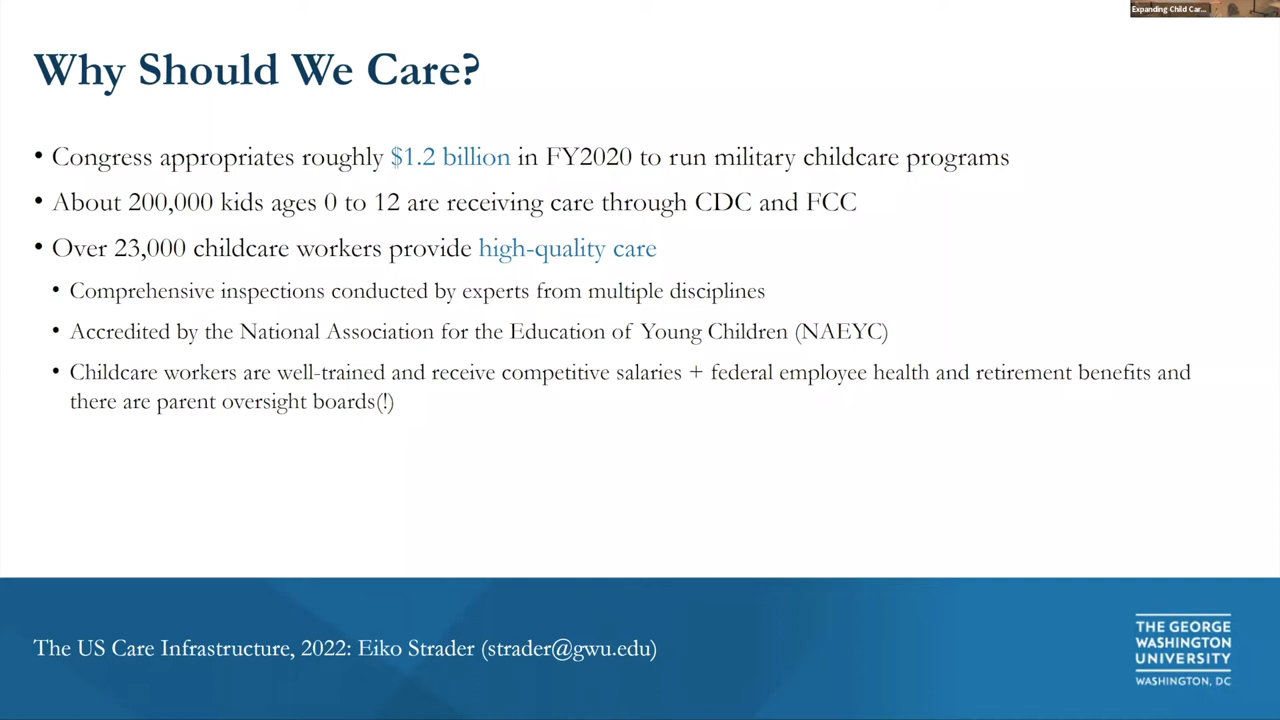 Expanding Child Car...
Why Should We Care?
• Congress appropriates roughly $1.2 billion in FY2020 to run military childcare programs
• About 200,000 kids ages 0 to 12 are receiving care through CDC and FCC
• Over 23,000 childcare workers provide high-quality care
• Comprehensive inspections conducted by experts from multiple disciplines
• Accredited by the National Association for the Education of Young Children (NAEYC)
• Childcare workers are well-trained and receive competitive salaries + federal employee health and retirement benefits and
there are parent oversight boards(!)
The US Care Infrastructure, 2022: Eiko Strader (strader@gwu.edu)
THE GEORGE
WASHINGTON
UNIVERSITY
WASHINGTON, DC